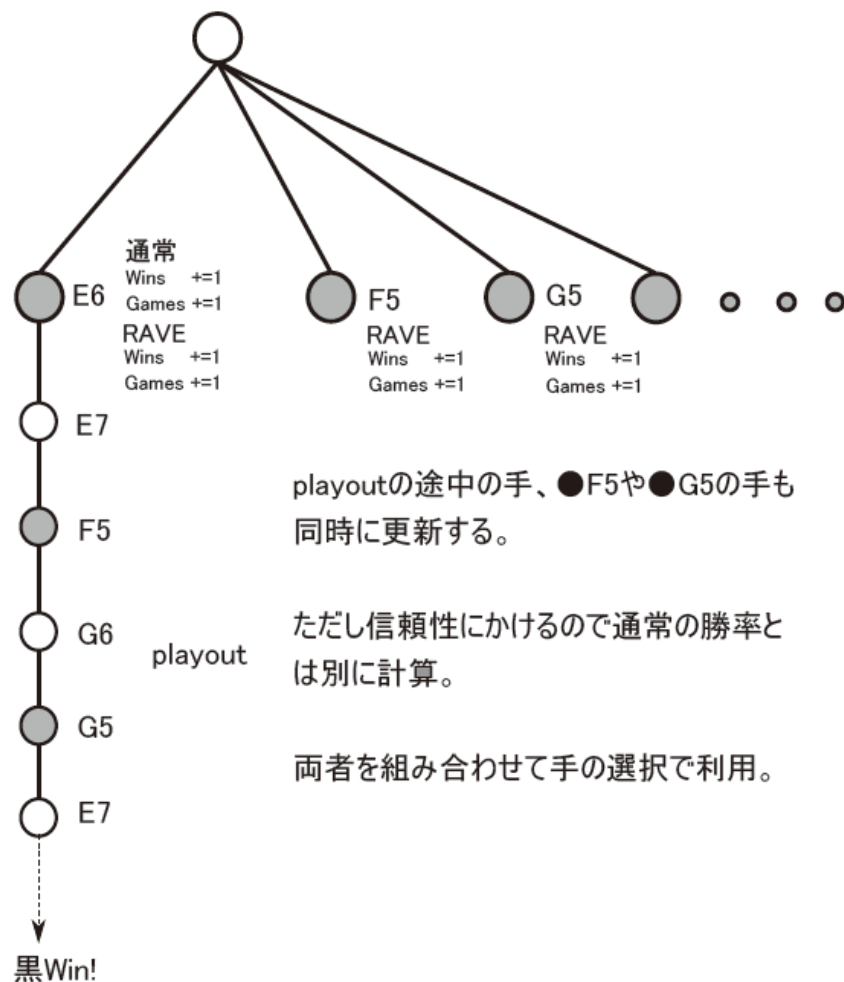 E6
通常
Wins +=1
Games +=1
RAVE
Wins +=1
Games +=1
F5
RAVE
Wins +=1
Games +=1
G5
RAVE
Wins +=1
Games +=1
E7
F5
G6
G5
E7
playout
黒Win!
playoutの途中の手、●F5や●G5の手も
同時に更新する。
ただし信頼性にかけるので通常の勝率と
は別に計算。
両者を組み合わせて手の選択で利用。